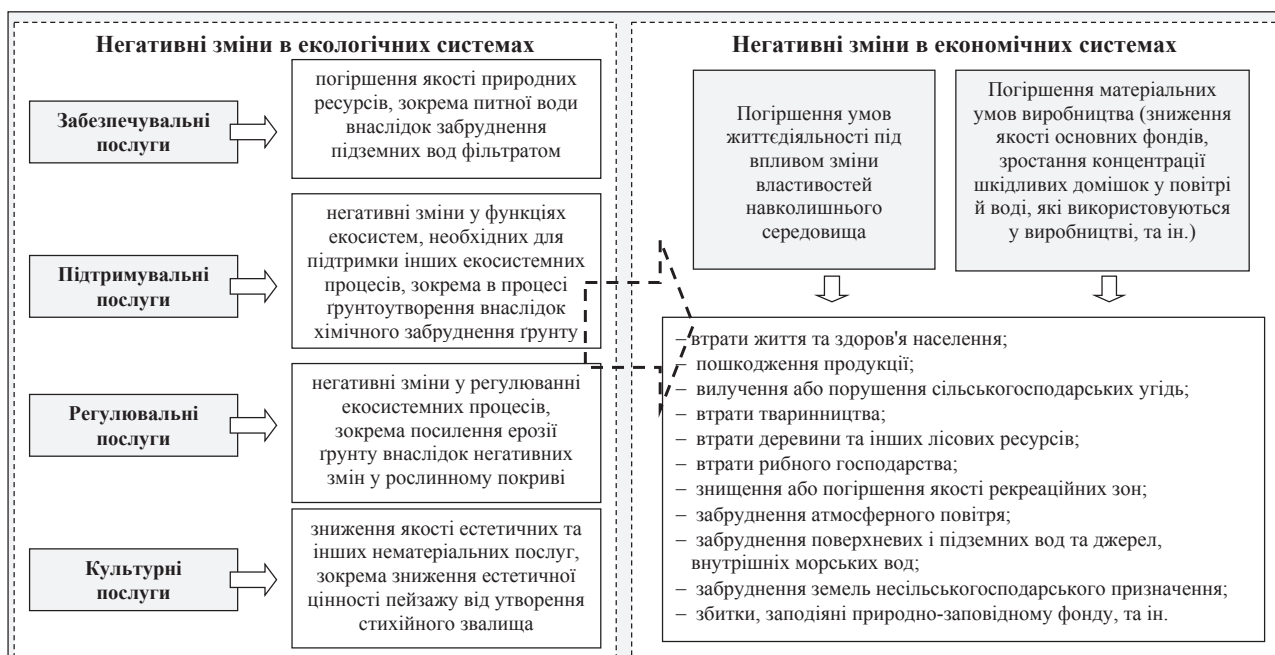 Негативні зміни в екологічних системах
Забезпечувальні
послуги
погіршення якості природних
ресурсів, зокрема питної води
внаслідок забруднення
підземних вод фільтратом
Підтримувальні
послуги
негативні зміни у функціях
екосистем, необхідних для
підтримки інших екосистемних
процесів, зокрема в процесі
ґрунтоутворення внаслідок
хімічного забруднення ґрунту
Регулювальні
послуги
негативні зміни у регулюванні
екосистемних процесів,
зокрема посилення ерозії
ґрунту внаслідок негативних
змін у рослинному покриві
Культурні
послуги
зниження якості естетичних та
інших нематеріальних послуг,
зокрема зниження естетичної
цінності пейзажу від утворення
стихійного звалища
Негативні зміни в економічних системах
Погіршення умов
життєдіяльності під
впливом зміни
властивостей
навколишнього
середовища
Погіршення матеріальних
умов виробництва (зниження
якості основних фондів,
зростання концентрації
шкідливих домішок у повітрі
й воді, які використовуються
у виробництві, та ін.)
– втрати життя та здоров'я населення;
– пошкодження продукції;
– вилучення або порушення сільськогосподарських угідь;
– втрати тваринництва;
– втрати деревини та інших лісових ресурсів;
– втрати рибного господарства;
– знищення або погіршення якості рекреаційних зон;
– забруднення атмосферного повітря;
– забруднення поверхневих і підземних вод та джерел,
внутрішніх морських вод;
– забруднення земель несільськогосподарського призначення;
– збитки, заподіяні природно-заповідному фонду, та ін.